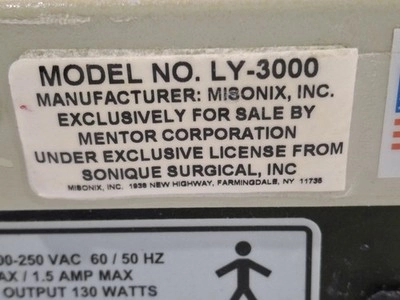 MODEL NO. LY-3000
MANUFACTURER: MISONIX, INC.
EXCLUSIVELY FOR SALE BY
MENTOR CORPORATION
UNDER EXCLUSIVE LICENSE FROM
SONIQUE SURGICAL, INC
MISONIX, INC. 1938 NEW HIGHWAY, FARMINGDALE, NY 11735
00-250 VAC 60 / 50 HZ
AX / 1.5 AMP MAX
OUTPUT 130 WATTS